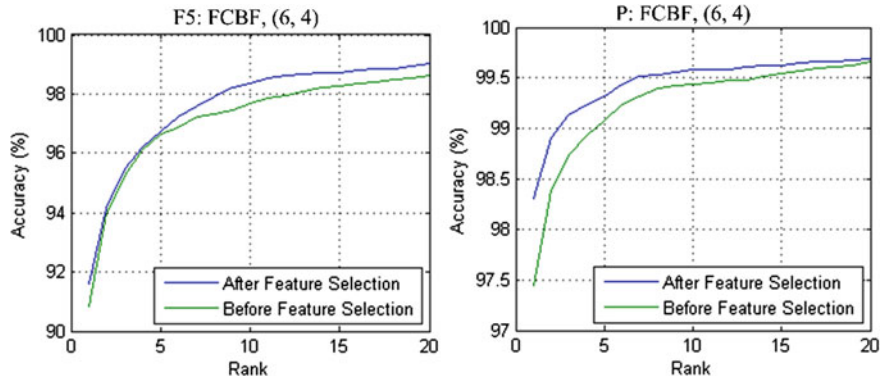 F5: FCBF, (6, 4)
100
98
96
94
92
90
Accuracy (%)
0
5
10
15
20
Rank
After Feature Selection
Before Feature Selection
P: FCBF, (6, 4)
100
99.5
99
98.5
98
97.5
97
Accuracy (%)
0
5
10
15
20
Rank
After Feature Selection
Before Feature Selection